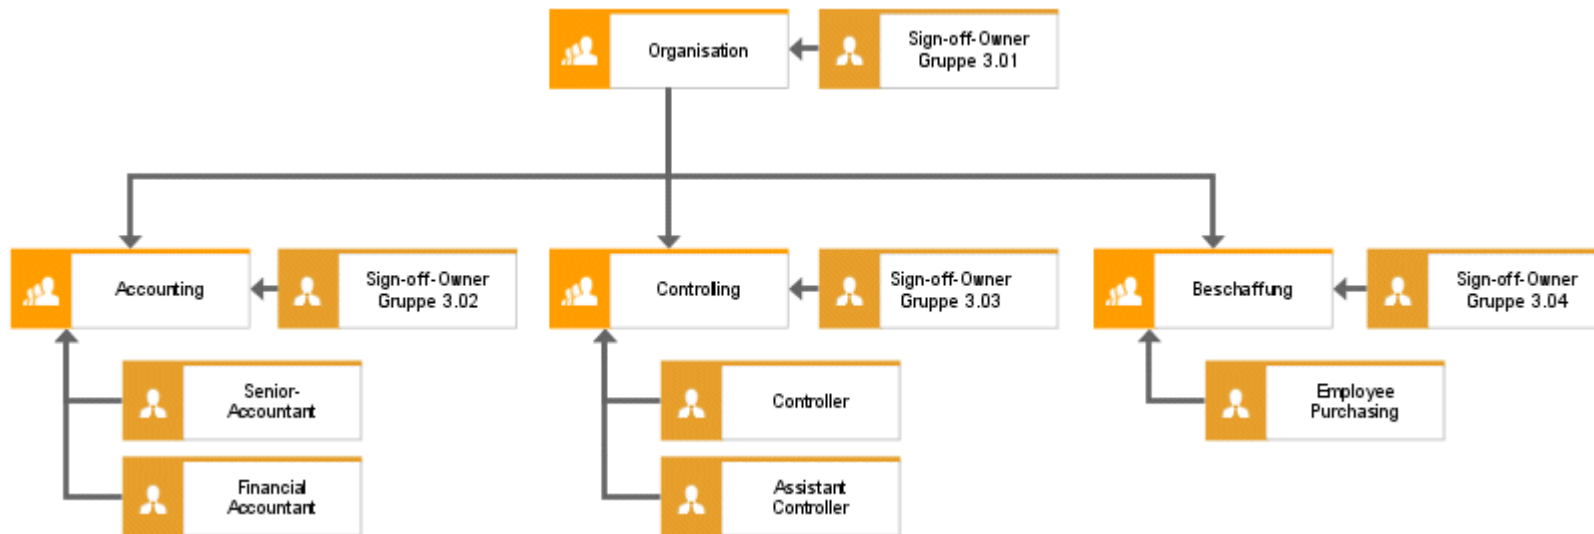 Organisation
Sign-off-Owner
Gruppe 3.01
Accounting
Sign-off-Owner
Gruppe 3.02
Controlling
Sign-off-Owner
Gruppe 3.03
Beschaffung
Sign-off-Owner
Gruppe 3.04
Senior-
Accountant
Controller
Employee
Purchasing
Financial
Accountant
Assistant
Controller